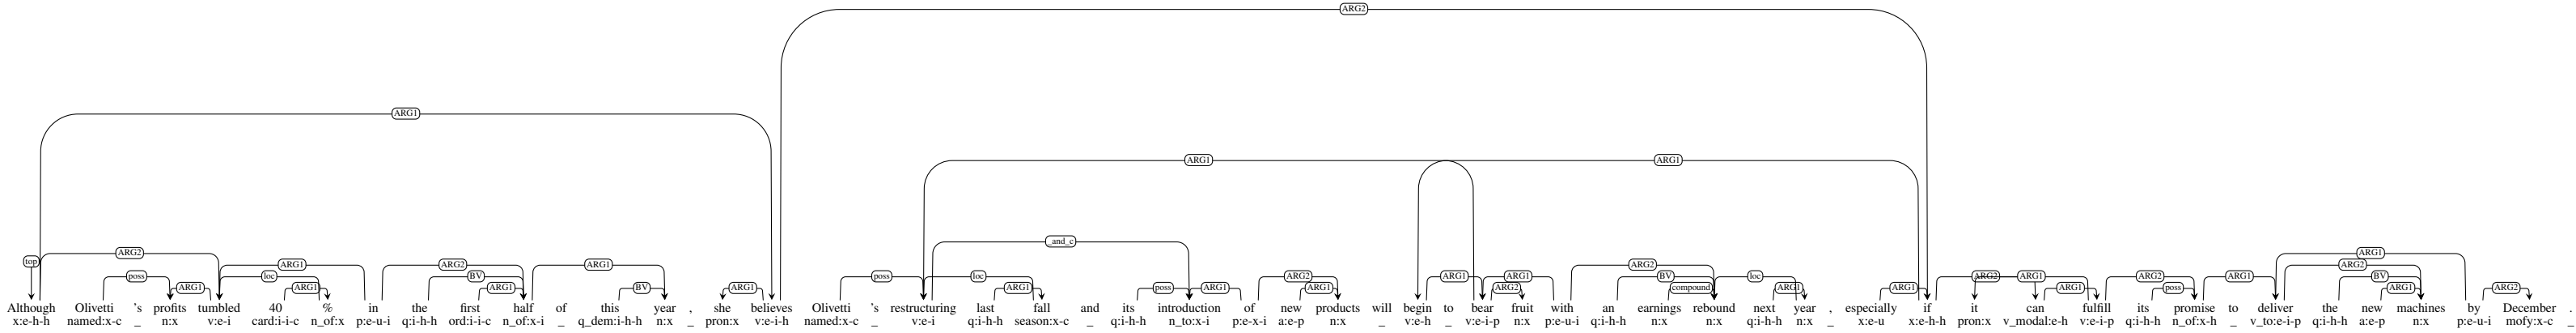 ARG2
ARG1
ARG1 ARG1
_and_c
ARG2 ARG1
top ARG1 ARG2 ARG1 ARG2 ARG2
poss loc BV poss loc ARG2 ARG1 ARG1 BV loc ARG2 ARG1 ARG2 ARG1 BV
ARG1 ARG1 ARG1 BV ARG1 ARG1 poss ARG1 ARG1 ARG2 compound ARG1 ARG1 ARG1 poss ARG1 ARG2
Although Olivetti 's profits tumbled 40 % in the first half of this year , she believes Olivetti 's restructuring last fall and its introduction of new products will begin to bear fruit with an earnings rebound next year , especially if it can fulfill its promise to deliver the new machines by December .
x:e-h-h named:x-c _ n:x v:e-i card:i-i-c n_of:x p:e-u-i q:i-h-h ord:i-i-c n_of:x-i _ q_dem:i-h-h n:x _ pron:x v:e-i-h named:x-c _ v:e-i q:i-h-h season:x-c _ q:i-h-h n_to:x-i p:e-x-i a:e-p n:x _ v:e-h _ v:e-i-p n:x p:e-u-i q:i-h-h n:x n:x q:i-h-h n:x _ x:e-u x:e-h-h pron:x v_modal:e-h v:e-i-p q:i-h-h n_of:x-h _ v_to:e-i-p q:i-h-h a:e-p n:x p:e-u-i mofy:x-c _